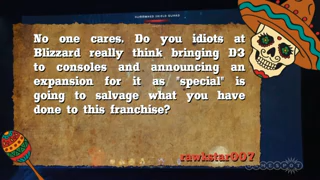 No one cares. Do you idiots at
Blizzard really think bringing D3
to consoles and announcing an
expansion for it as "special" is
going to salvage what you have
done to this franchise?
rawkstar007
GAMESPOT